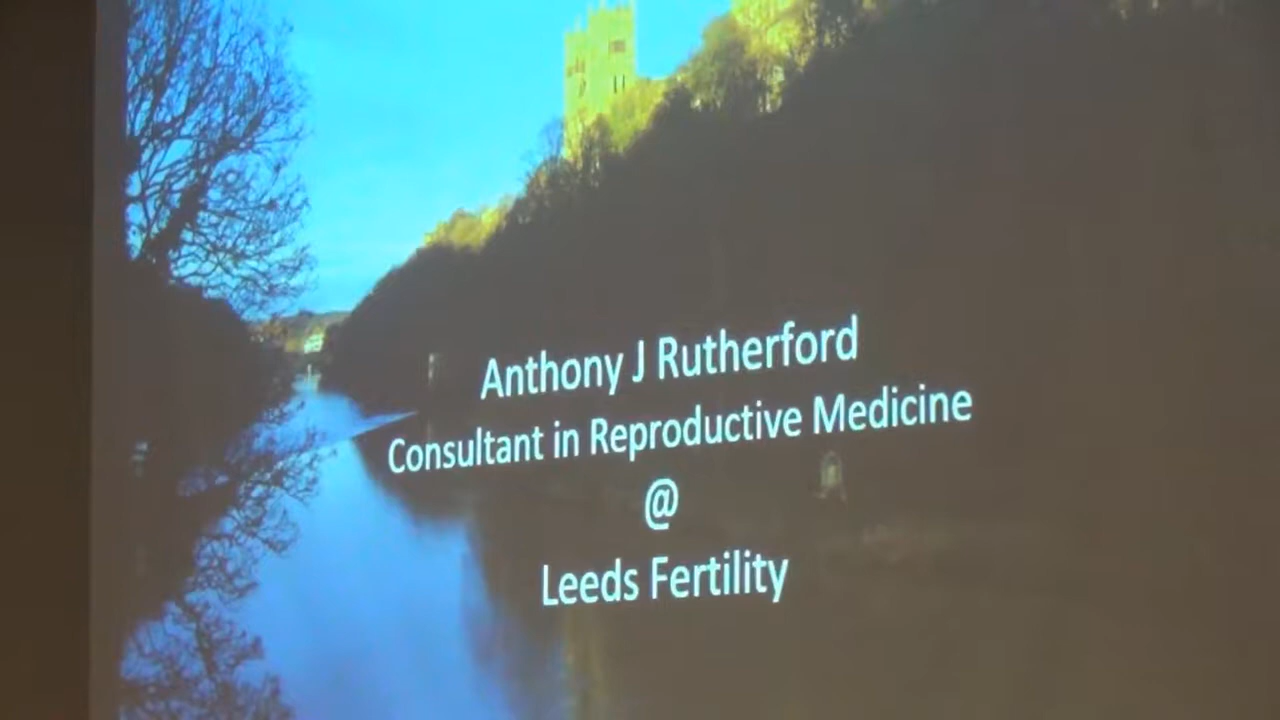 Anthony J Rutherford
Consultant in Reproductive Medicine
@
Leeds Fertility